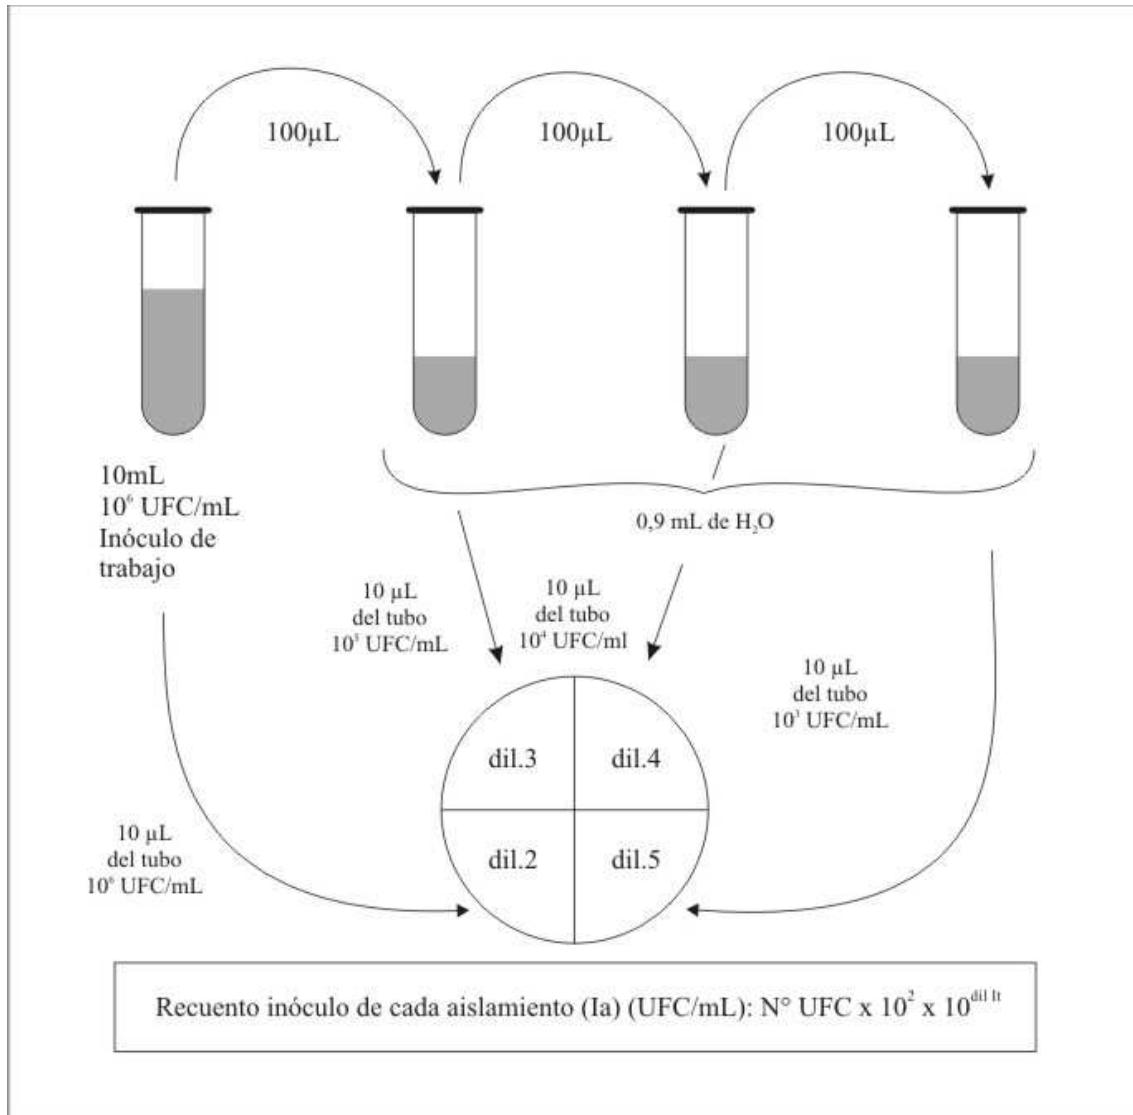 100µL
100µL
100µL
10mL
10⁶ UFC/mL
Inóculo de
trabajo
0,9 mL de H₂O
10 µL
del tubo
10⁵ UFC/mL
10 µL
del tubo
10⁴ UFC/ml
10 µL
del tubo
10³ UFC/mL
dil.3
dil.4
dil.2
dil.5
10 µL
del tubo
10⁶ UFC/mL
Recuento inóculo de cada aislamiento (Ia) (UFC/mL): N° UFC x 10² x 10^dil It